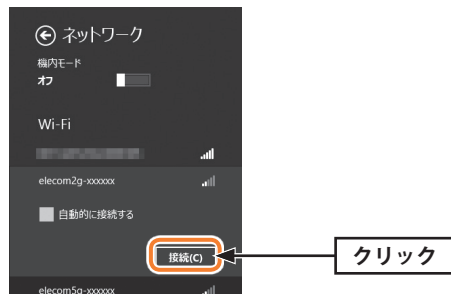 ネットワーク
機内モード
オフ
Wi-Fi
elecom2g-xxxxxx
自動的に接続する
接続(C)
クリック
elecom5g-xxxxxx